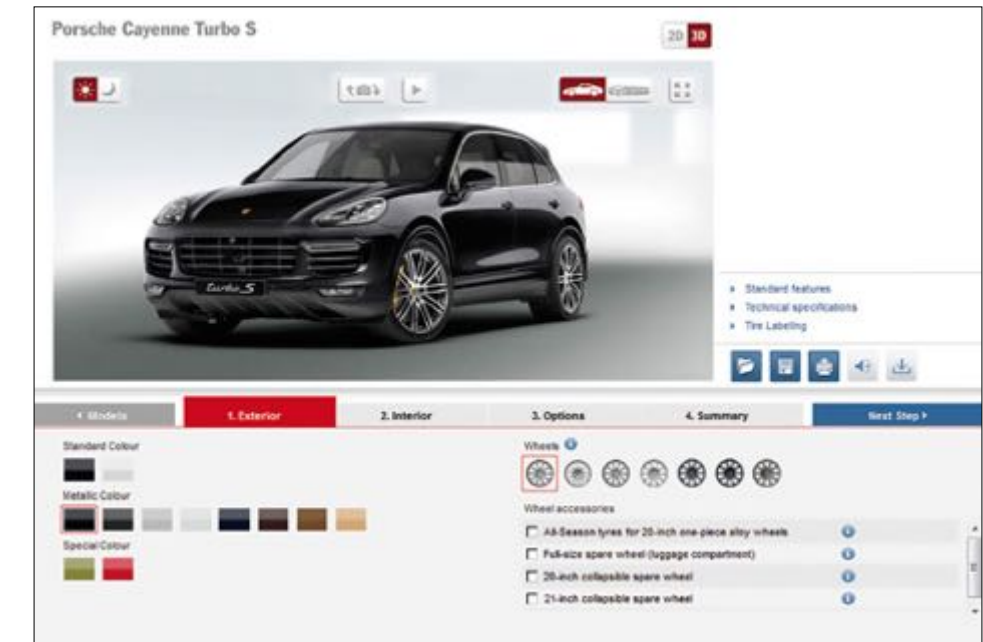 Porsche Cayenne Turbo S
2D 3D
turbo S
Standard features
Technical specifications
Tire Labeling
Models
1. Exterior
2. Interior
3. Options
4. Summary
Next Step
Standard Colour
Metallic Colour
Special Colour
Wheels
Wheel accessories
All-Season tyres for 20-inch one-piece alloy wheels
Full-size spare wheel (luggage compartment)
20-inch collapsible spare wheel
21-inch collapsible spare wheel